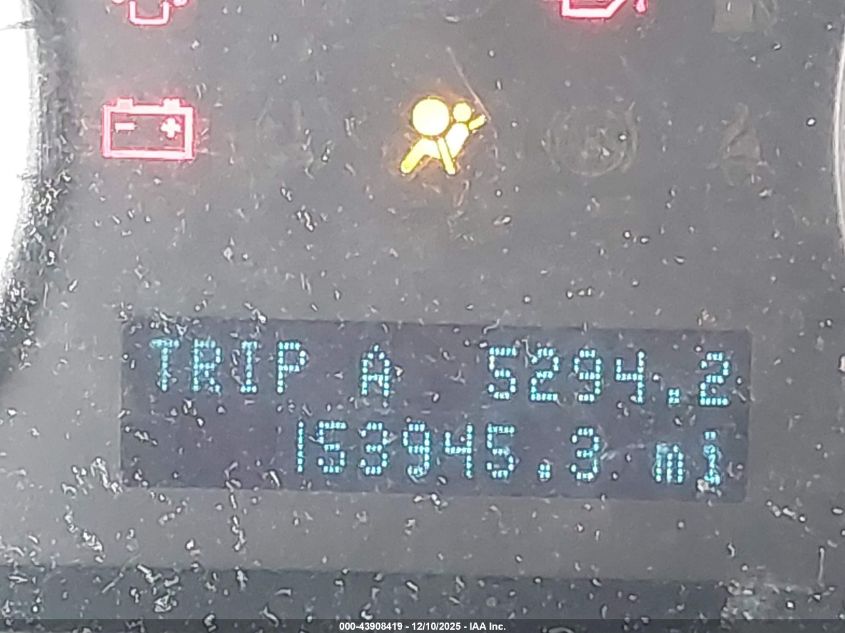 TRIP A 5294.2
153945.3 mi
000-43908419 - 12/10/2025 - IAA Inc.